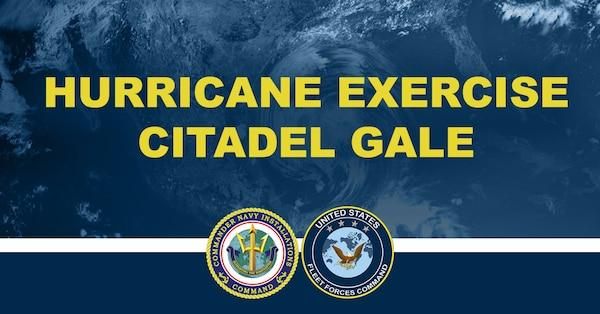 HURRICANE EXERCISE
CITADEL GALE
COMMANDER NAVY INSTALLATIONS
COMMAND
UNITED STATES
FLEET FORCES COMMAND